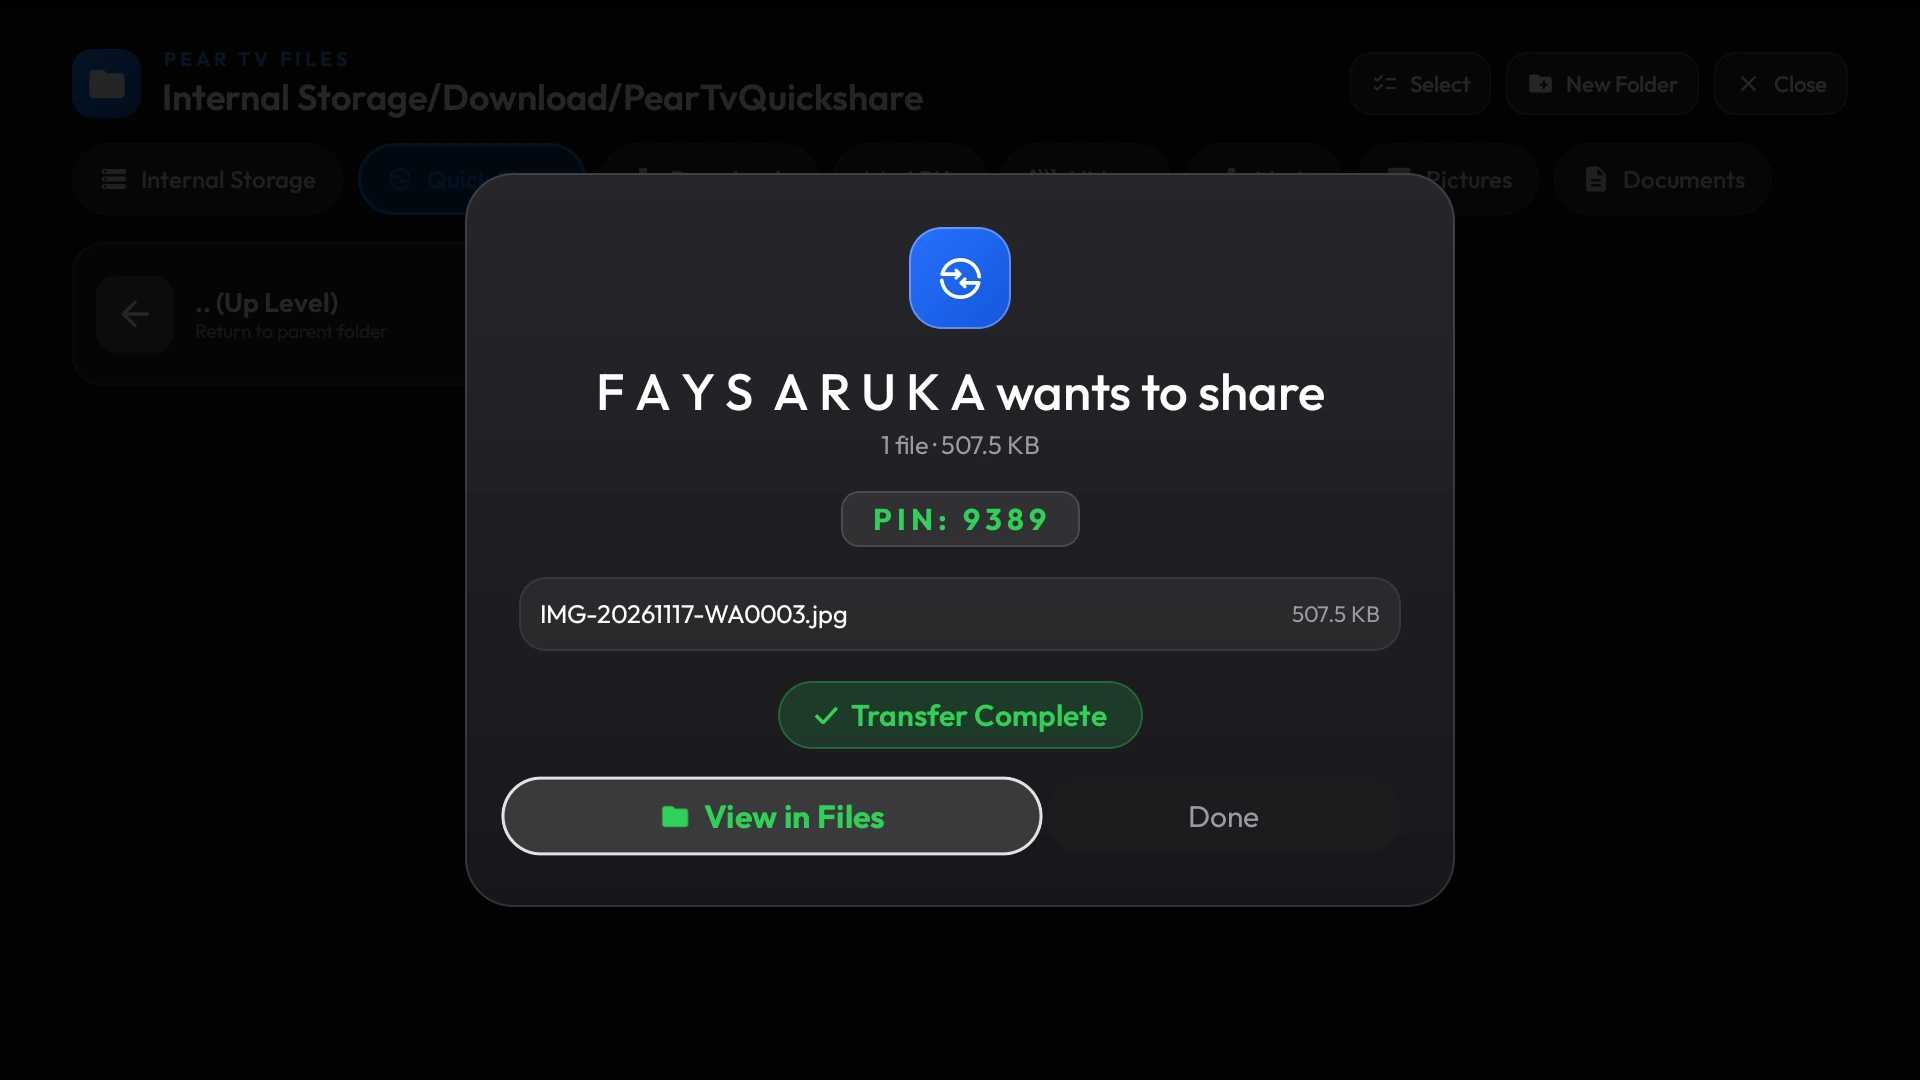 PEAR TV FILES
Internal Storage/Download/PearTvQuickshare
Select
New Folder
Close
Internal Storage
Pictures
Documents
.. (Up Level)
Return to parent folder
F A Y S A R U K A wants to share
1 file · 507.5 KB
PIN: 9389
IMG-20261117-WA0003.jpg
507.5 KB
Transfer Complete
View in Files
Done